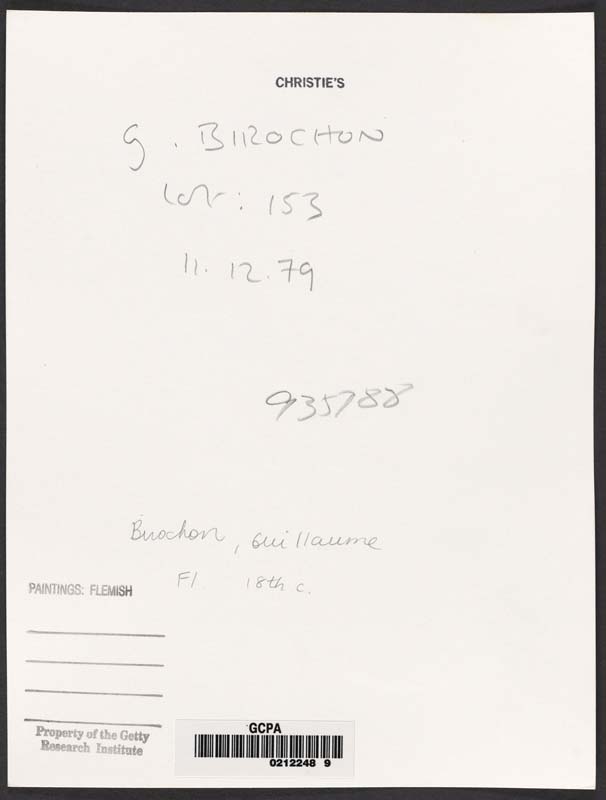 CHRISTIE'S
G. BIROCHON
Lot: 153
11. 12. 79
935788
Birochon, Guillaume
Fl. 18th c.
PAINTINGS: FLEMISH
Property of the Getty
Research Institute
GCPA
0212248 9